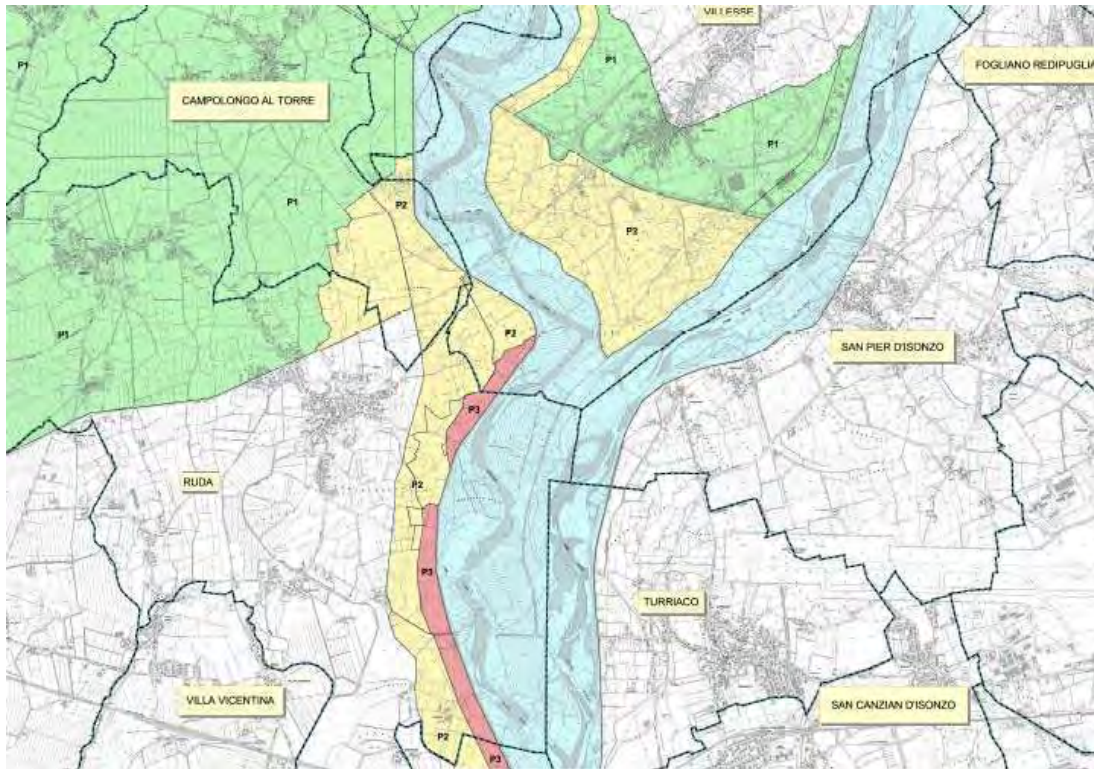 VILLESSE
P1
P1
FOGLIANO REDIPUGLIA
CAMPOLONGO AL TORRE
P1
P1
P2
P2
P1
P2
SAN PIER D'ISONZO
P3
RUDA
P2
P3
TURRIACO
VILLA VICENTINA
SAN CANZIAN D'ISONZO
P2
P3